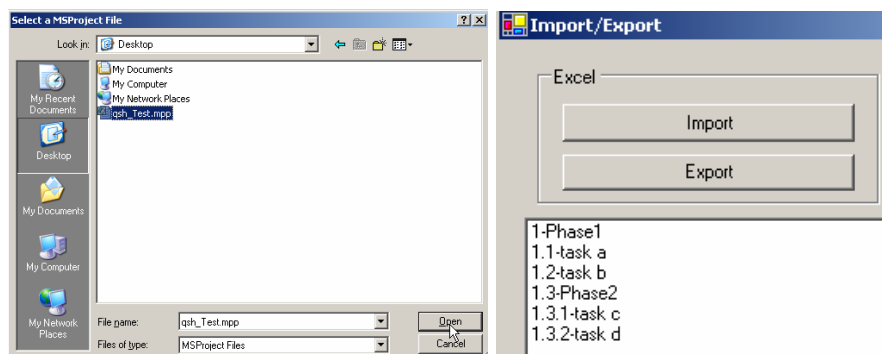 Select a MSProject File
Look in: Desktop
My Recent
Documents
Desktop
My Documents
My Computer
My Network
Places
My Documents
My Computer
My Network Places
qsh_Test.mpp
File name: qsh_Test.mpp Open
Files of type: MSProject Files Cancel
Import/Export
Excel
Import
Export
1-Phase1
1.1-task a
1.2-task b
1.3-Phase2
1.3.1-task c
1.3.2-task d